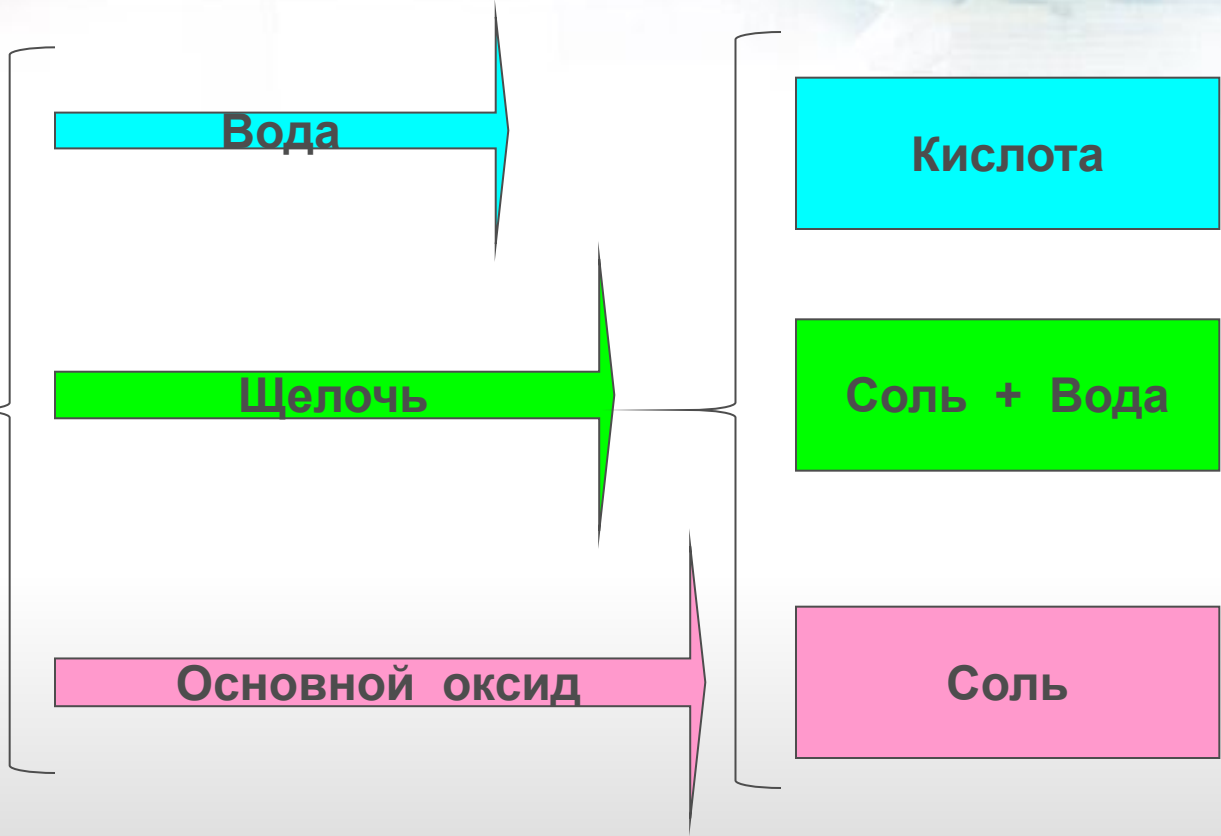 Вода
Кислота
Щелочь
Соль + Вода
Основной оксид
Соль